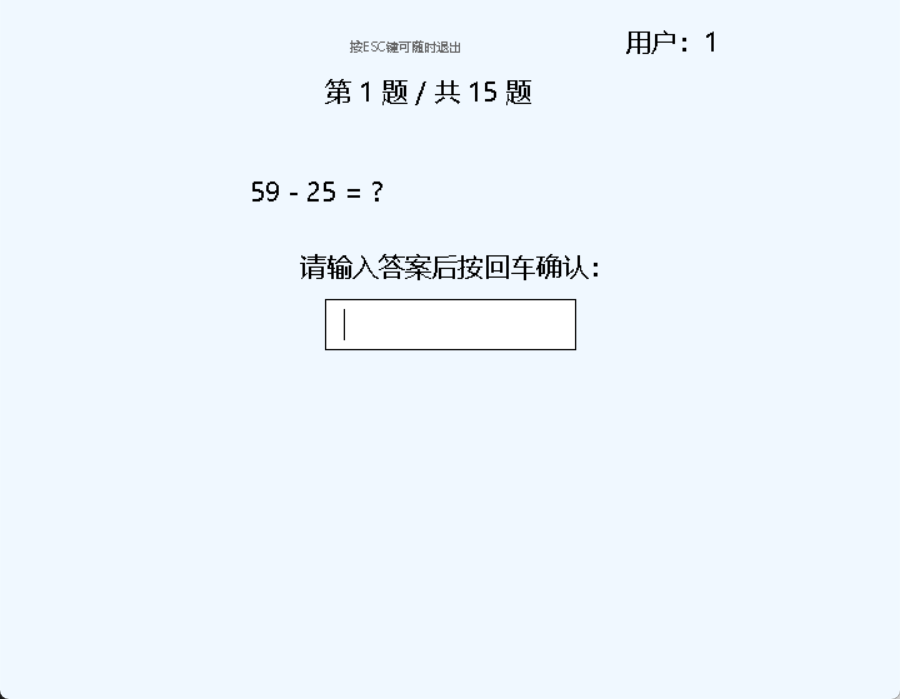 按ESC键可随时退出
用户：1
第 1 题 / 共 15 题
59 - 25 = ?
请输入答案后按回车确认：